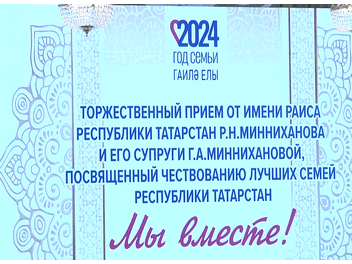 2024
ГОД СЕМЬИ
ГАИЛӘ ЕЛЫ
ТОРЖЕСТВЕННЫЙ ПРИЕМ ОТ ИМЕНИ РАИСА
РЕСПУБЛИКИ ТАТАРСТАН Р.Н.МИННИХАНОВА
И ЕГО СУПРУГИ Г.А.МИННИХАНОВОЙ,
ПОСВЯЩЕННЫЙ ЧЕСТВОВАНИЮ ЛУЧШИХ СЕМЕЙ
РЕСПУБЛИКИ ТАТАРСТАН
Мы вместе!